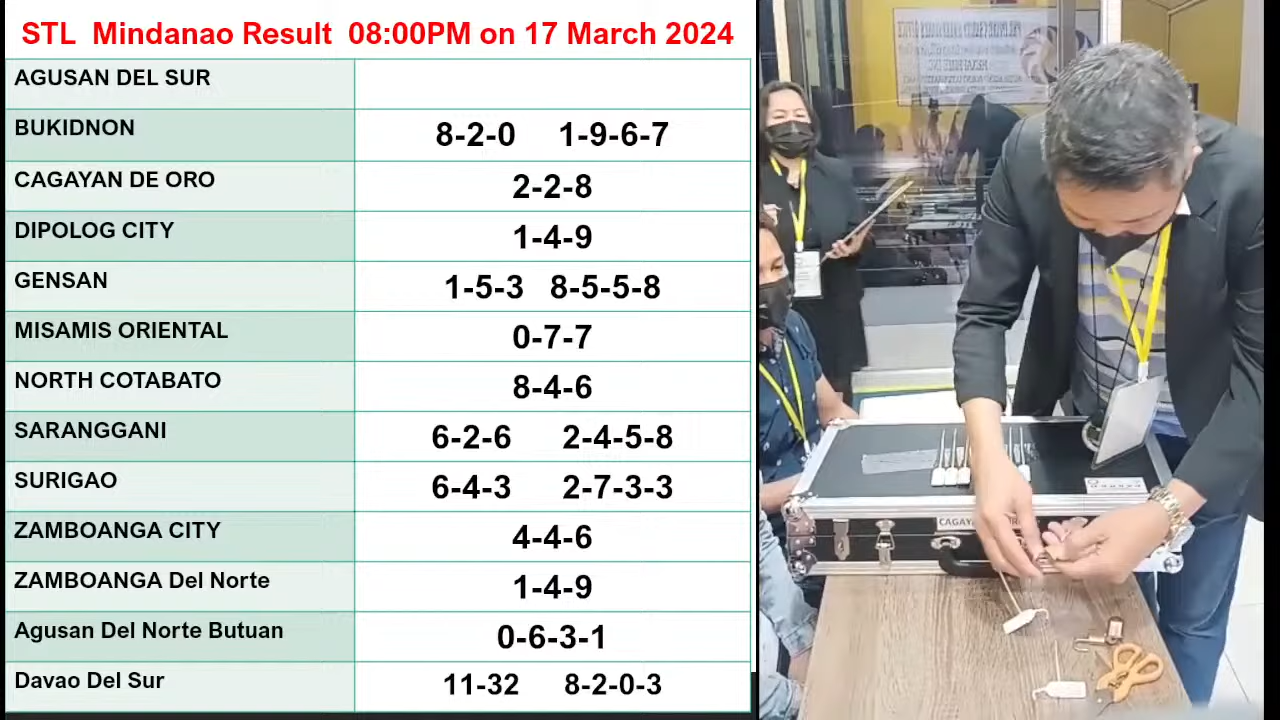 STL Mindanao Result 08:00PM on 17 March 2024
AGUSAN DEL SUR
BUKIDNON 8-2-0 1-9-6-7
CAGAYAN DE ORO 2-2-8
DIPOLOG CITY 1-4-9
GENSAN 1-5-3 8-5-5-8
MISAMIS ORIENTAL 0-7-7
NORTH COTABATO 8-4-6
SARANGGANI 6-2-6 2-4-5-8
SURIGAO 6-4-3 2-7-3-3
ZAMBOANGA CITY 4-4-6
ZAMBOANGA Del Norte 1-4-9
Agusan Del Norte Butuan 0-6-3-1
Davao Del Sur 11-32 8-2-0-3